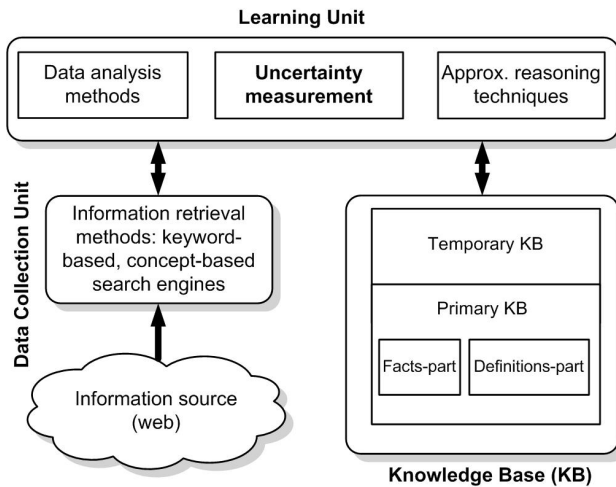 Learning Unit
Data analysis
methods
Uncertainty
measurement
Approx. reasoning
techniques
Data Collection Unit
Information retrieval
methods: keyword-
based, concept-based
search engines
Information source
(web)
Temporary KB
Primary KB
Facts-part
Definitions-part
Knowledge Base (KB)